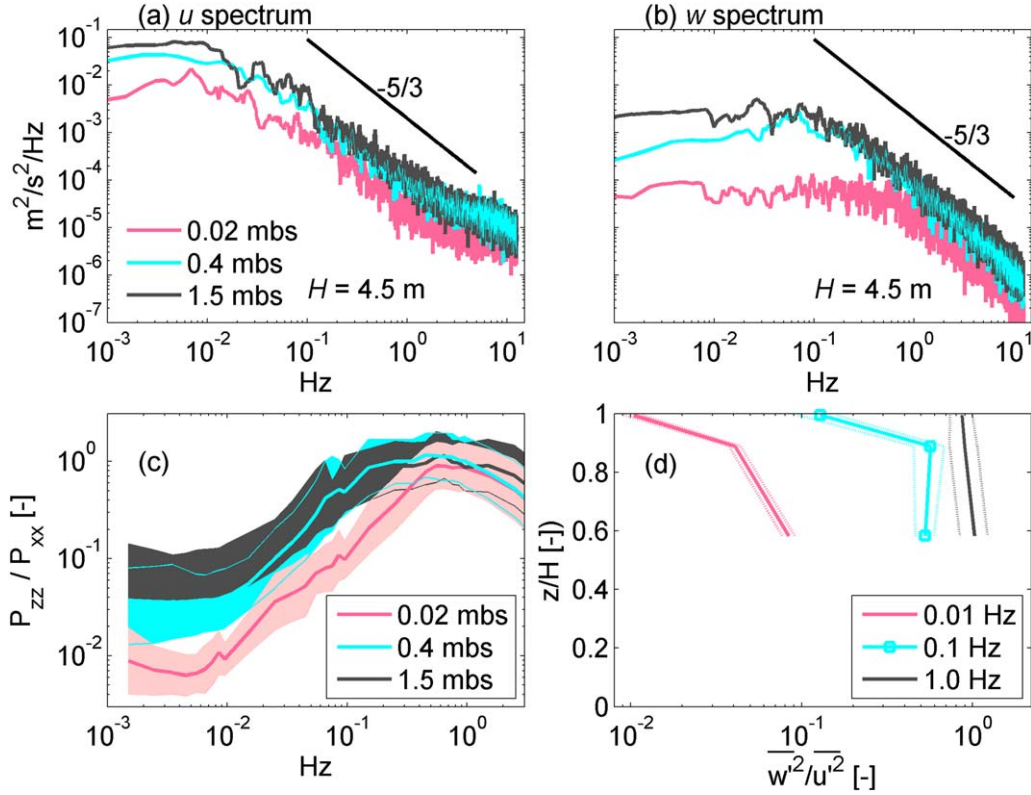 (a) u spectrum
(b) w spectrum
10⁻¹
10⁻²
10⁻³
10⁻⁴
10⁻⁵
10⁻⁶
10⁻⁷
m²/s²/Hz
-5/3
-5/3
0.02 mbs
0.4 mbs
1.5 mbs
H = 4.5 m
H = 4.5 m
10⁻³ 10⁻² 10⁻¹ 10⁰ 10¹
10⁻³ 10⁻² 10⁻¹ 10⁰ 10¹
Hz
Hz
(c)
10⁰
10⁻¹
10⁻²
P_zz / P_xx [-]
0.02 mbs
0.4 mbs
1.5 mbs
10⁻³ 10⁻² 10⁻¹ 10⁰
Hz
(d)
1
0.8
0.6
0.4
0.2
0
z/H [-]
0.01 Hz
0.1 Hz
1.0 Hz
10⁻² 10⁻¹ 10⁰
w'²/u'² [-]